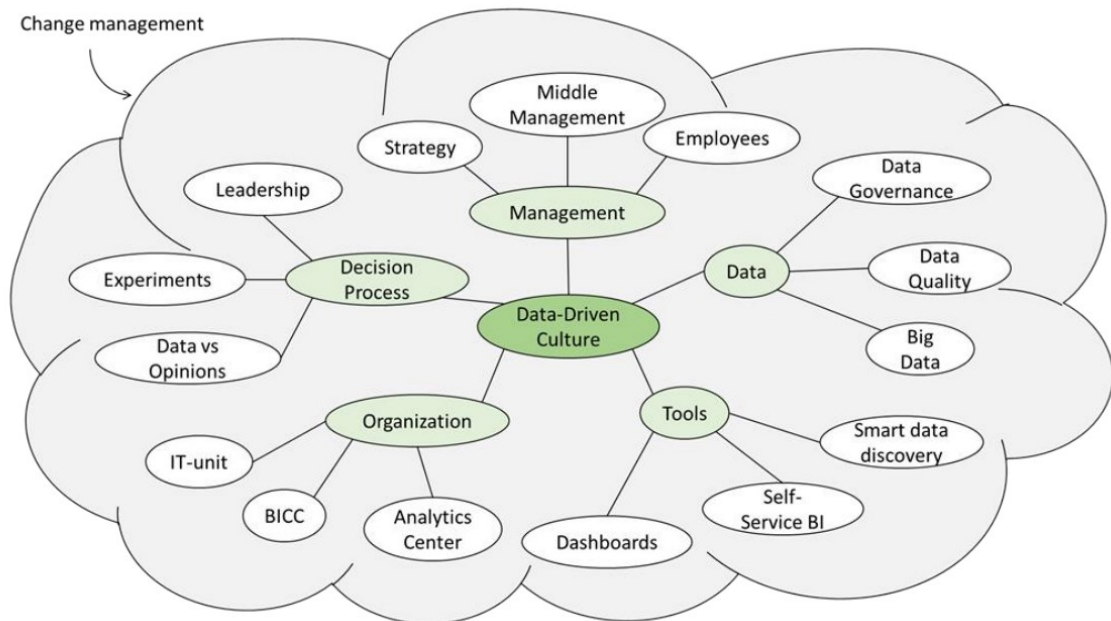 Change management
Middle
Management
Strategy
Employees
Management
Leadership
Data
Governance
Experiments
Decision
Process
Data
Data
Quality
Data-Driven
Culture
Data vs
Opinions
Big
Data
Organization
Tools
Smart data
discovery
IT-unit
BICC
Analytics
Center
Dashboards
Self-
Service BI